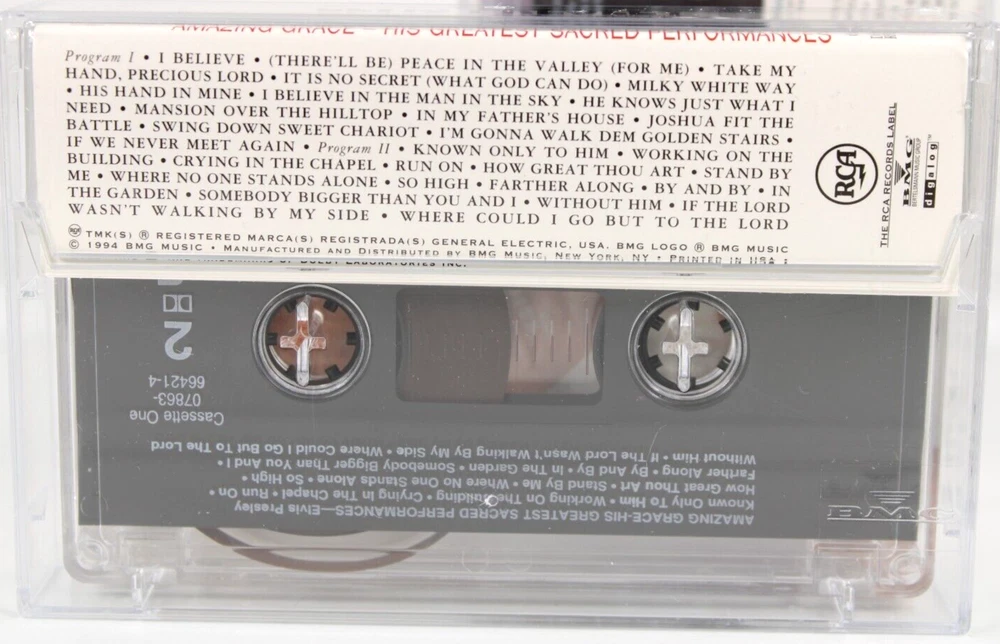 AMAZING GRACE – HIS GREATEST SACRED PERFORMANCES
Program I • I BELIEVE • (THERE'LL BE) PEACE IN THE VALLEY (FOR ME) • TAKE MY
HAND, PRECIOUS LORD • IT IS NO SECRET (WHAT GOD CAN DO) • MILKY WHITE WAY
• HIS HAND IN MINE • I BELIEVE IN THE MAN IN THE SKY • HE KNOWS JUST WHAT I
NEED • MANSION OVER THE HILLTOP • IN MY FATHER'S HOUSE • JOSHUA FIT THE
BATTLE • SWING DOWN SWEET CHARIOT • I'M GONNA WALK DEM GOLDEN STAIRS •
IF WE NEVER MEET AGAIN • Program II • KNOWN ONLY TO HIM • WORKING ON THE
BUILDING • CRYING IN THE CHAPEL • RUN ON • HOW GREAT THOU ART • STAND BY
ME • WHERE NO ONE STANDS ALONE • SO HIGH • FARTHER ALONG • BY AND BY • IN
THE GARDEN • SOMEBODY BIGGER THAN YOU AND I • WITHOUT HIM • IF THE LORD
WASN'T WALKING BY MY SIDE • WHERE COULD I GO BUT TO THE LORD
TMK(S) ® REGISTERED MARCA(S) REGISTRADA(S) GENERAL ELECTRIC, USA. BMG LOGO ® BMG MUSIC
© 1994 BMG MUSIC • MANUFACTURED AND DISTRIBUTED BY BMG MUSIC, NEW YORK, NY • PRINTED IN USA
DOLBY LABORATORIES INC.
RCA
THE RCA RECORDS LABEL
BMG
BERTELSMANN MUSIC GROUP
digalog™
AMAZING GRACE-HIS GREATEST SACRED PERFORMANCES—Elvis Presley
Known Only To Him • Working On The Building • Crying In The Chapel • Run On •
How Great Thou Art • Stand By Me • Where No One Stands Alone • So High •
Farther Along • By And By • In The Garden • Somebody Bigger Than You And I •
Without Him • If The Lord Wasn't Walking By My Side • Where Could I Go But To The Lord
Cassette One
07863-
66421-4
2
BMG